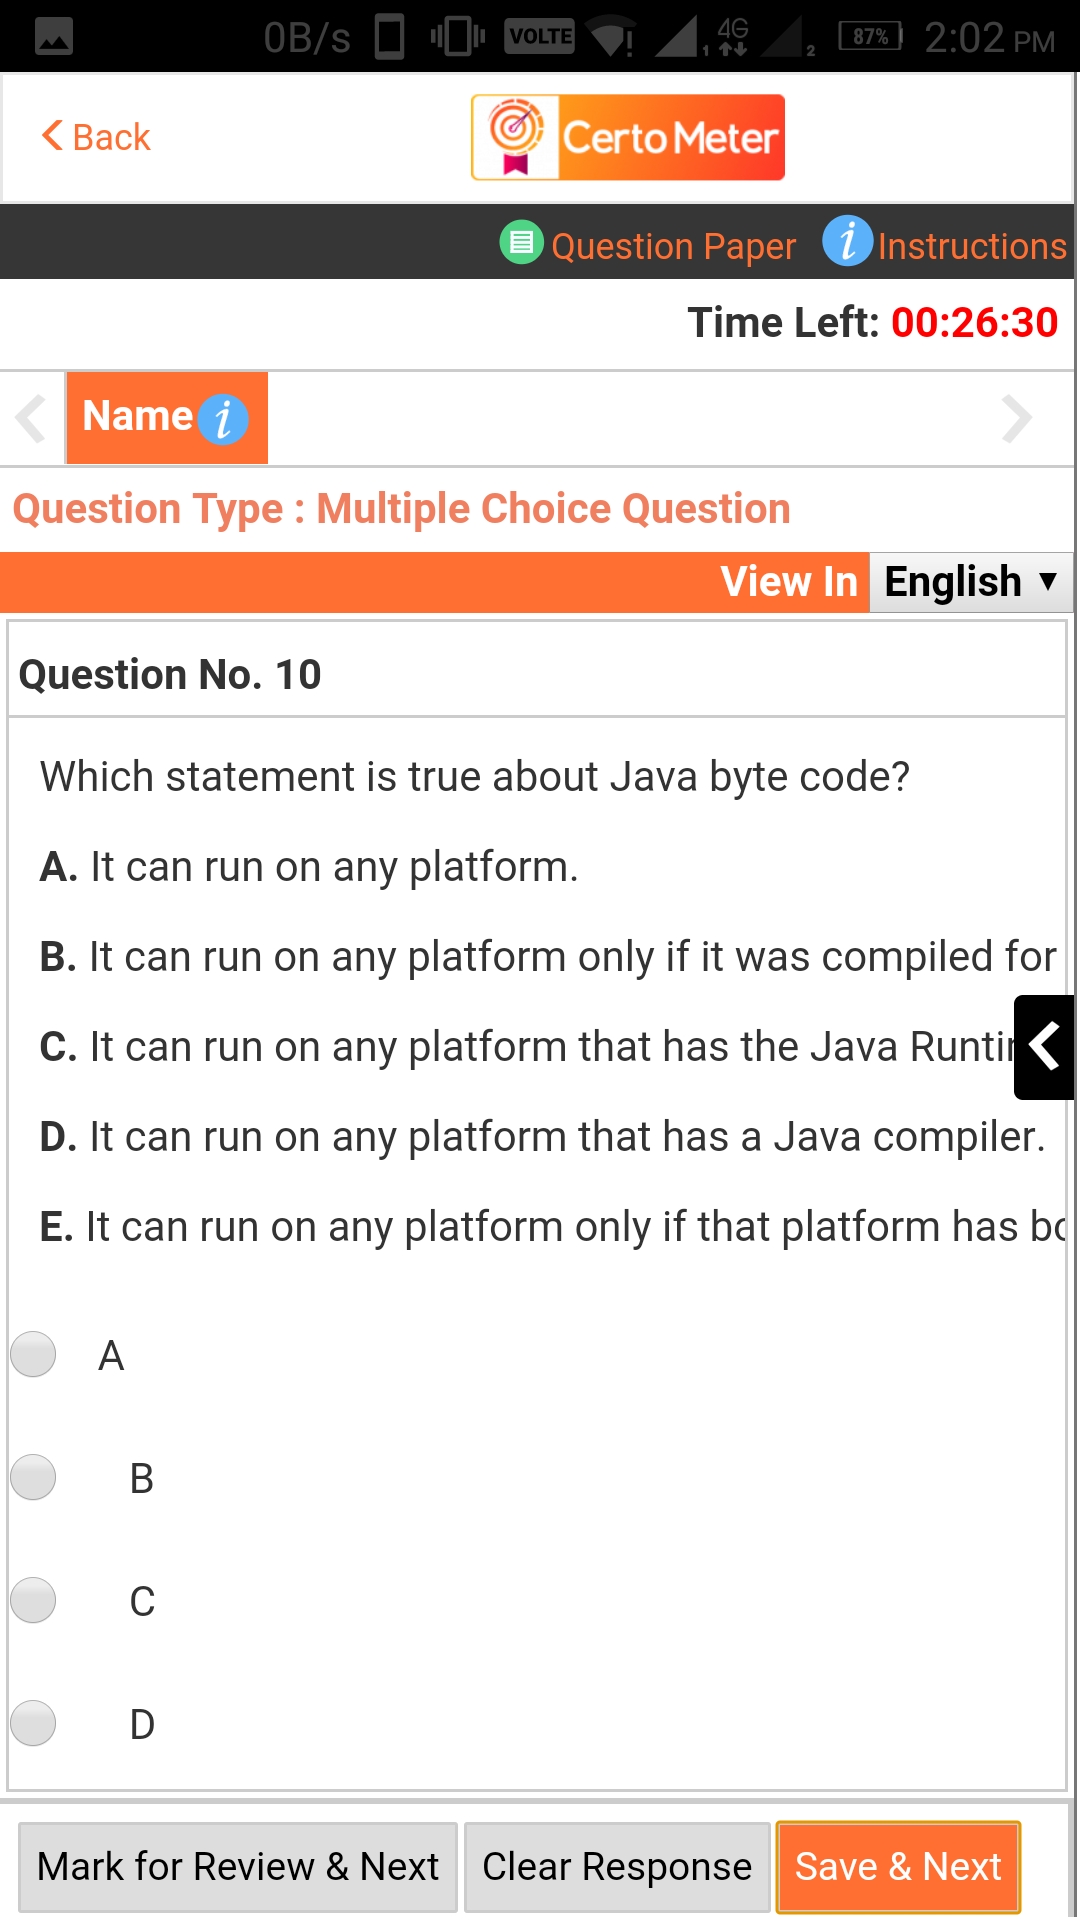 0B/s VOLTE 1 4G 2 87% 2:02 PM
Back
Certo Meter
Question Paper i Instructions
Time Left: 00:26:30
Name i
Question Type : Multiple Choice Question
View In English
Question No. 10
Which statement is true about Java byte code?
A. It can run on any platform.
B. It can run on any platform only if it was compiled for
C. It can run on any platform that has the Java
D. It can run on any platform that has a Java compiler.
E. It can run on any platform only if that platform has
A
B
C
D
Mark for Review & Next Clear Response Save & Next